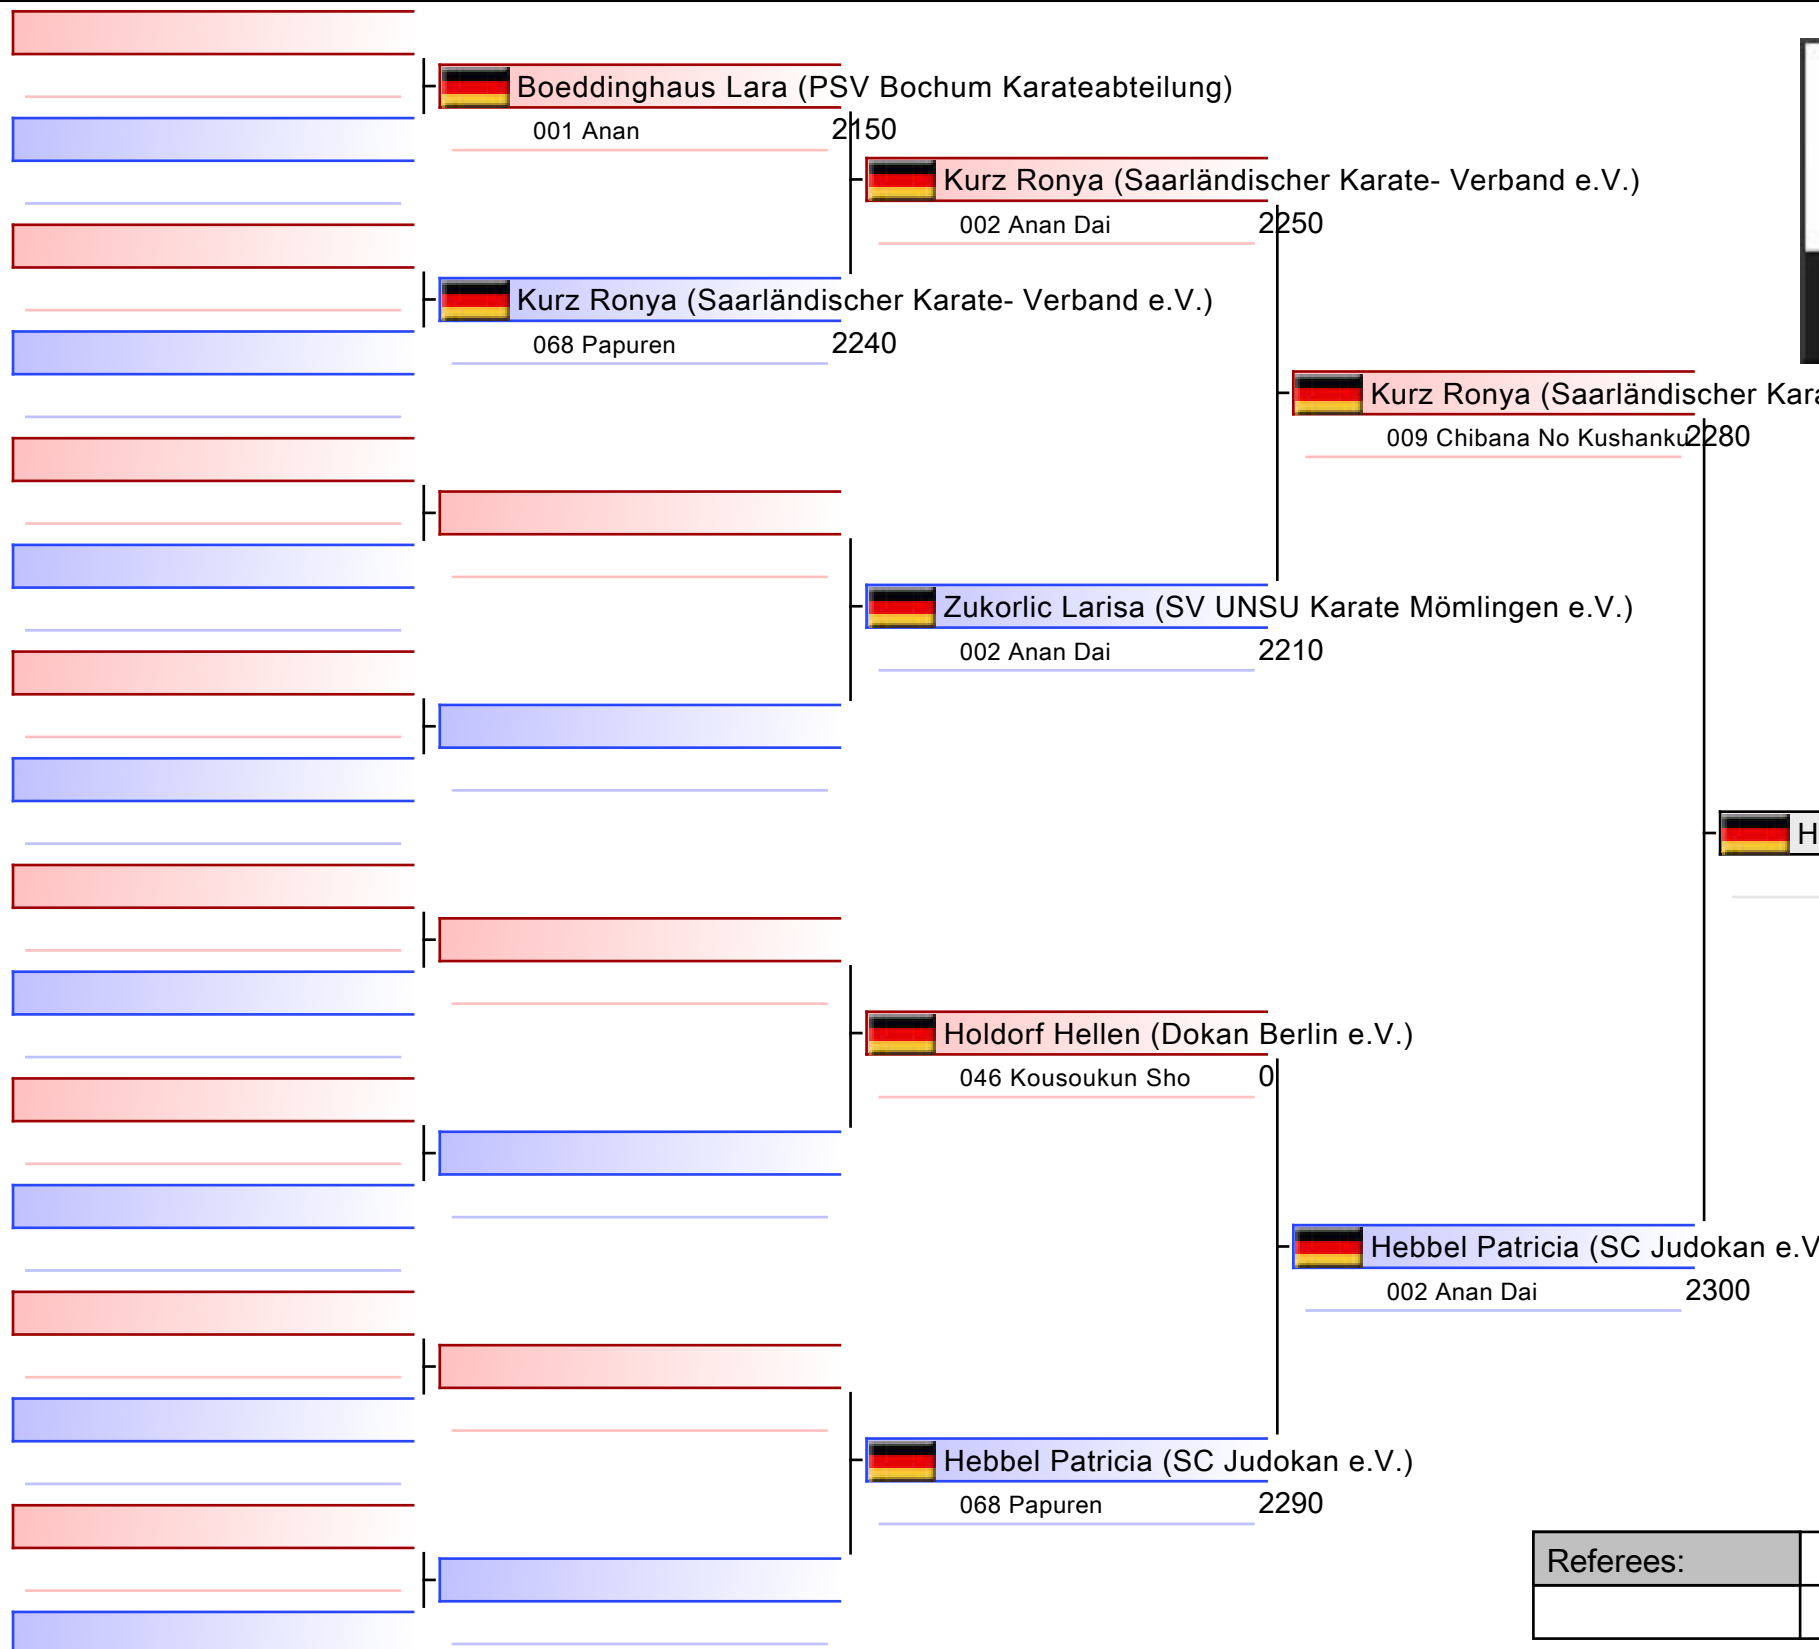 Boeddinghaus Lara (PSV Bochum Karateabteilung)
001 Anan 2150
Kurz Ronya (Saarländischer Karate- Verband e.V.)
002 Anan Dai 2250
Kurz Ronya (Saarländischer Karate- Verband e.V.)
068 Papuren 2240
Kurz Ronya (Saarländischer Kara
009 Chibana No Kushanku 2280
Zukorlic Larisa (SV UNSU Karate Mömlingen e.V.)
002 Anan Dai 2210
H
Holdorf Hellen (Dokan Berlin e.V.)
046 Kousoukun Sho 0
Hebbel Patricia (SC Judokan e.V
002 Anan Dai 2300
Hebbel Patricia (SC Judokan e.V.)
068 Papuren 2290
Referees: